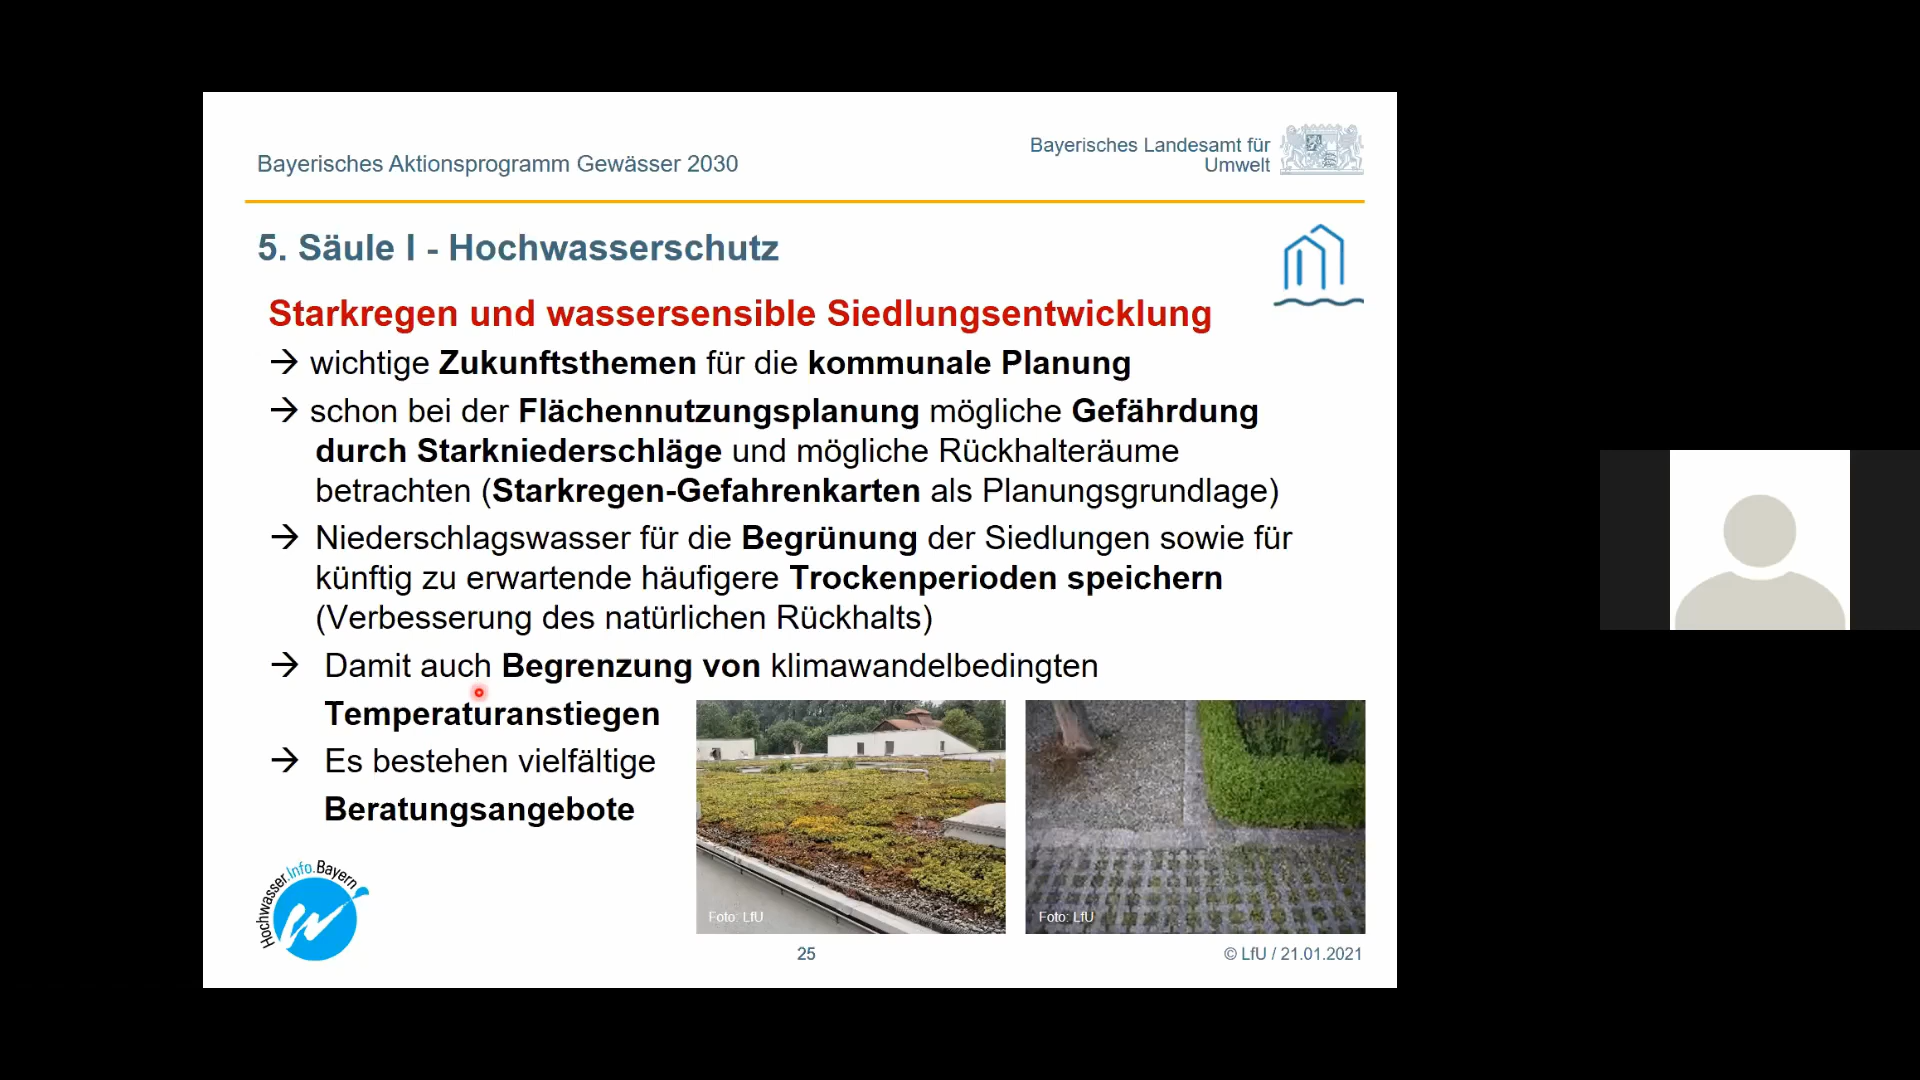 Bayerisches Aktionsprogramm Gewässer 2030
Bayerisches Landesamt für
Umwelt
5. Säule I - Hochwasserschutz
Starkregen und wassersensible Siedlungsentwicklung
→ wichtige Zukunftsthemen für die kommunale Planung
→ schon bei der Flächennutzungsplanung mögliche Gefährdung
durch Starkniederschläge und mögliche Rückhalteräume
betrachten (Starkregen-Gefahrenkarten als Planungsgrundlage)
→ Niederschlagswasser für die Begrünung der Siedlungen sowie für
künftig zu erwartende häufigere Trockenperioden speichern
(Verbesserung des natürlichen Rückhalts)
→ Damit auch Begrenzung von klimawandelbedingten
Temperaturanstiegen
→ Es bestehen vielfältige
Beratungsangebote
Hochwasser.Info.Bayern
Foto: LfU
Foto: LfU
25
© LfU / 21.01.2021